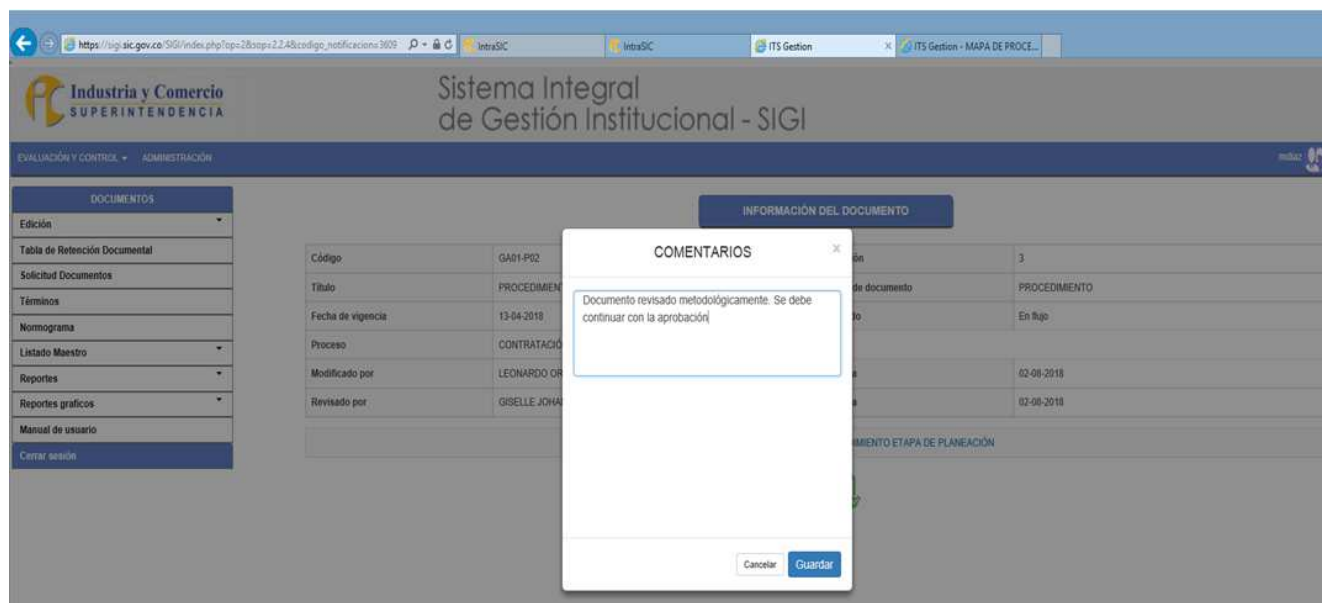 https://sigi.sic.gov.co/SIGI/index.php?op=2&sop=2.2.4&codigo_notificacion=3609
IntraSIC
IntraSIC
ITS Gestion
ITS Gestion - MAPA DE PROCE...
Industria y Comercio
SUPERINTENDENCIA
Sistema Integral
de Gestión Institucional - SIGI
EVALUACIÓN Y CONTROL
ADMINISTRACIÓN
DOCUMENTOS
Edición
Tabla de Retención Documental
Solicitud Documentos
Términos
Normograma
Listado Maestro
Reportes
Reportes graficos
Manual de usuario
Cerrar sesión
INFORMACIÓN DEL DOCUMENTO
Código GA01-P02 ón 3
Título PROCEDIMIEN de documento PROCEDIMIENTO
Fecha de vigencia 13-04-2018 do En flujo
Proceso CONTRATACIÓ
Modificado por LEONARDO OR a 02-08-2018
Revisado por GISELLE JOHA a 02-08-2018
IMIENTO ETAPA DE PLANEACIÓN
COMENTARIOS
Documento revisado metodológicamente. Se debe
continuar con la aprobación
Cancelar
Guardar